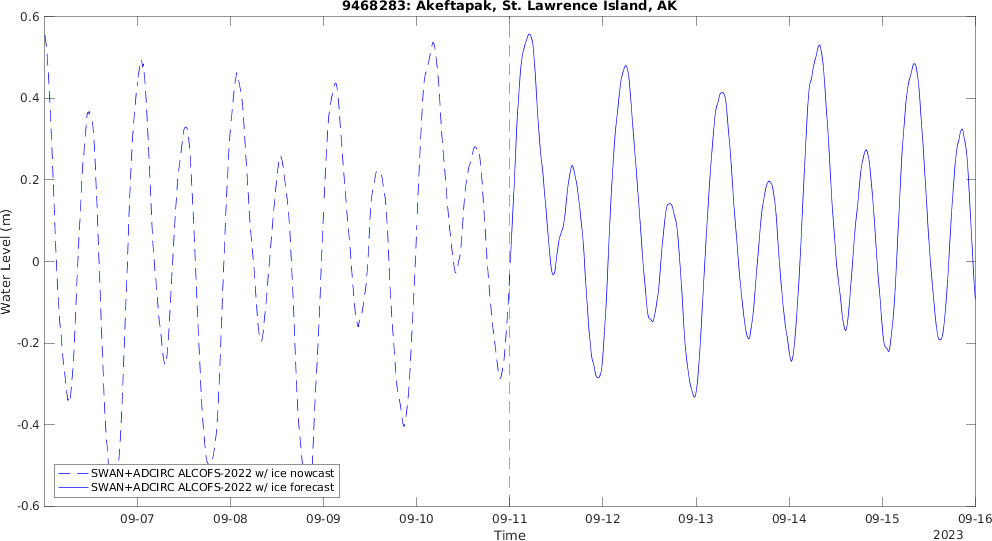 9468283: Akeftapak, St. Lawrence Island, AK
0.6
0.4
0.2
0
-0.2
-0.4
-0.6
Water Level (m)
SWAN+ADCIRC ALCOFS-2022 w/ ice nowcast
SWAN+ADCIRC ALCOFS-2022 w/ ice forecast
09-07 09-08 09-09 09-10 09-11 09-12 09-13 09-14 09-15 09-16
Time
2023